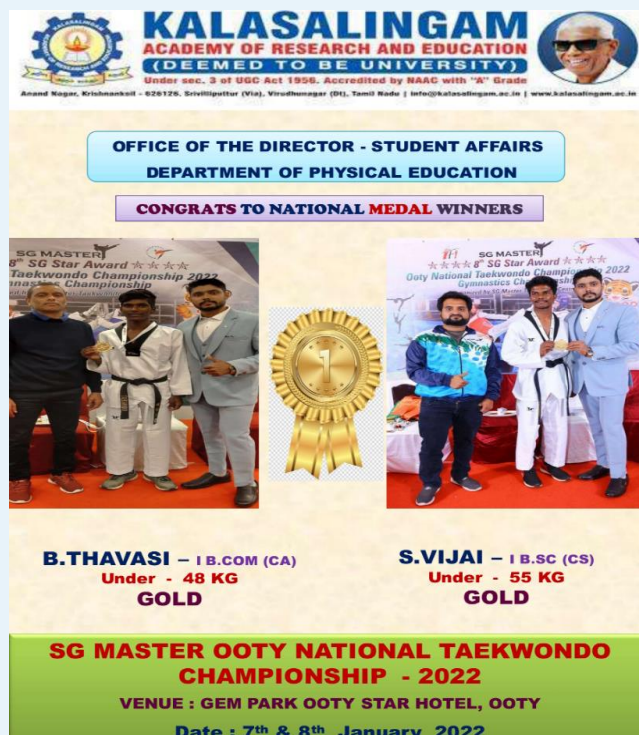 KALASALINGAM
ACADEMY OF RESEARCH AND EDUCATION
(DEEMED TO BE UNIVERSITY)
Under sec. 3 of UGC Act 1956. Accredited by NAAC with "A" Grade
Anand Nagar, Krishnankoil - 626126. Srivilliputtur (Via), Virudhunagar (Dt), Tamil Nadu | info@kalasalingam.ac.in | www.kalasalingam.ac.in
OFFICE OF THE DIRECTOR - STUDENT AFFAIRS
DEPARTMENT OF PHYSICAL EDUCATION
CONGRATS TO NATIONAL MEDAL WINNERS
SG MASTER
8th SG Star Award
Taekwondo Championship 2022
Championship
SG MASTER
8th SG Star Award
Ooty National Taekwondo Championship
Gymnastics
1
B.THAVASI – I B.COM (CA)
Under - 48 KG
GOLD
S.VIJAI – I B.SC (CS)
Under - 55 KG
GOLD
SG MASTER OOTY NATIONAL TAEKWONDO
CHAMPIONSHIP - 2022
VENUE : GEM PARK OOTY STAR HOTEL, OOTY
Date : 7th & 8th January, 2022